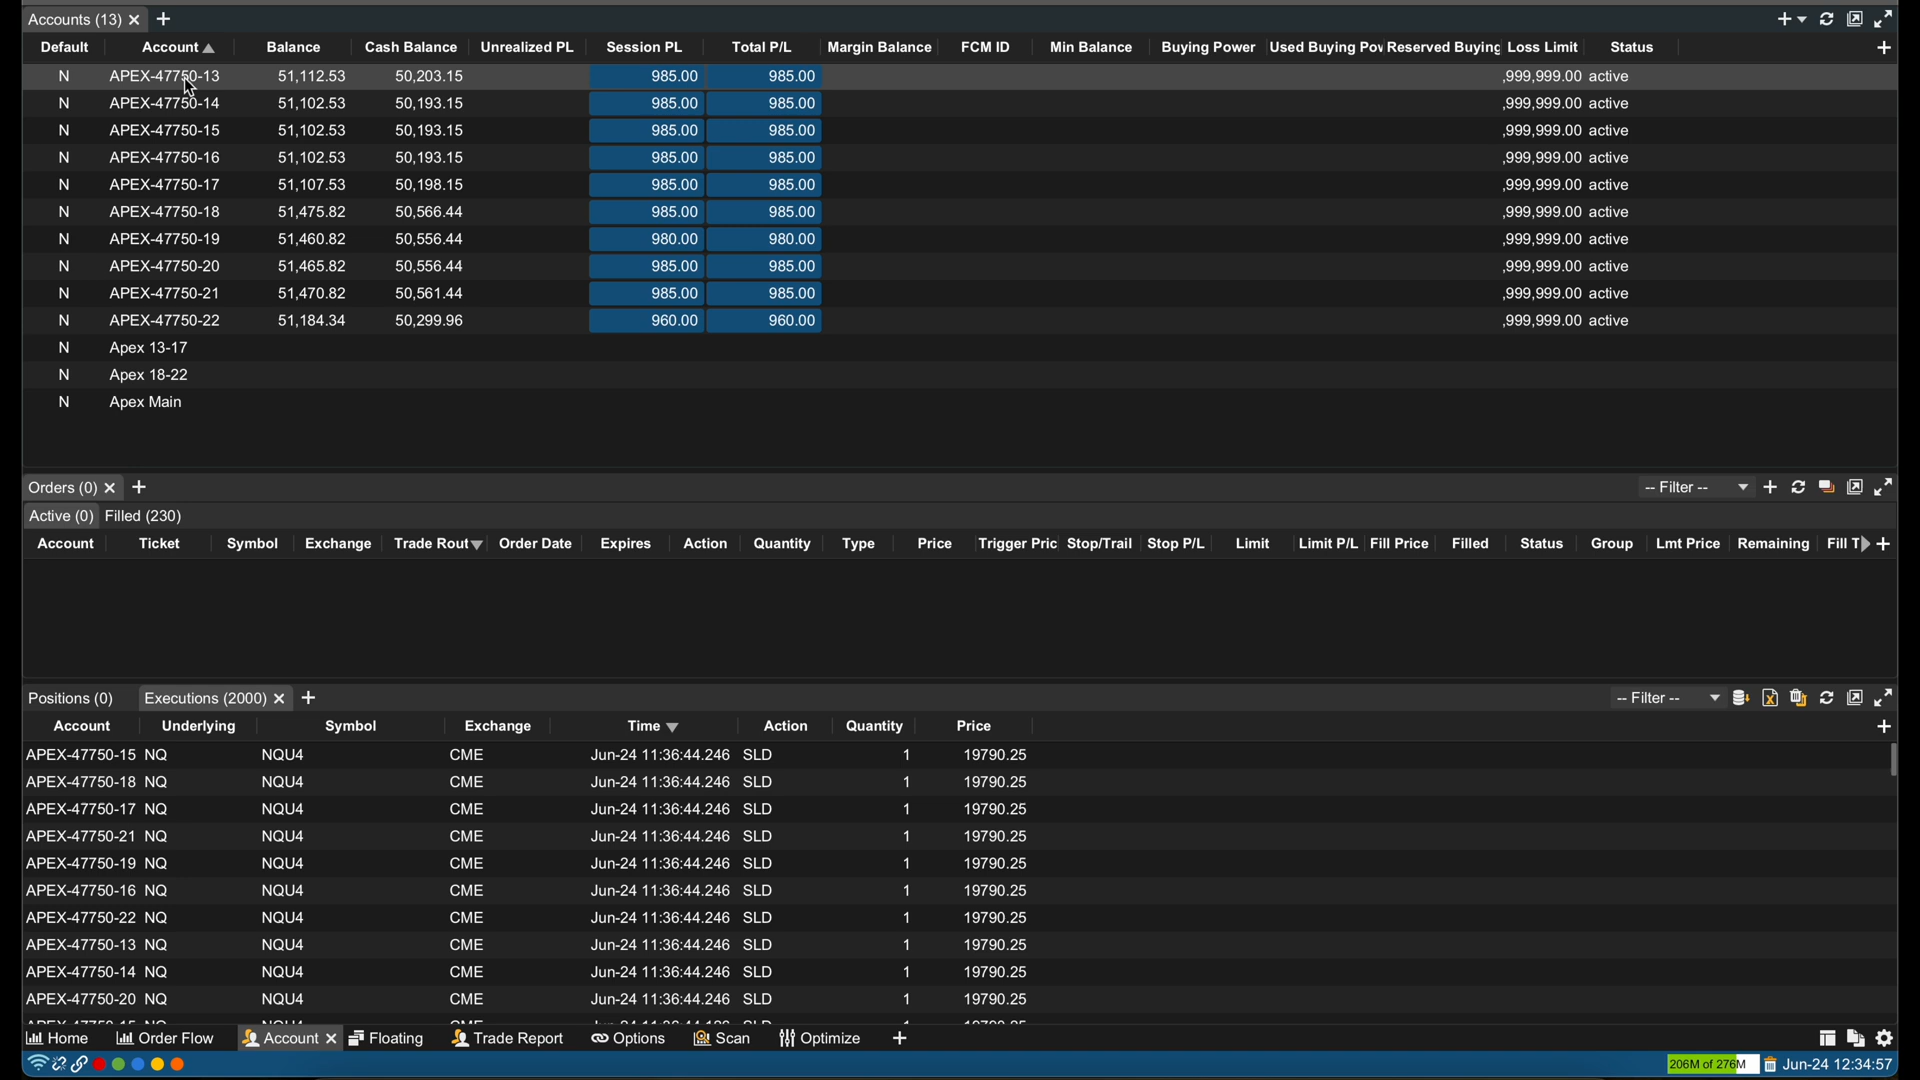 Accounts (13)
Default Account Balance Cash Balance Unrealized PL Session PL Total P/L Margin Balance FCM ID Min Balance Buying Power Used Buying Pov Reserved Buying Loss Limit Status
N APEX-47750-13 51,112.53 50,203.15 985.00 985.00 ,999,999.00 active
N APEX-47750-14 51,102.53 50,193.15 985.00 985.00 ,999,999.00 active
N APEX-47750-15 51,102.53 50,193.15 985.00 985.00 ,999,999.00 active
N APEX-47750-16 51,102.53 50,193.15 985.00 985.00 ,999,999.00 active
N APEX-47750-17 51,107.53 50,198.15 985.00 985.00 ,999,999.00 active
N APEX-47750-18 51,475.82 50,566.44 985.00 985.00 ,999,999.00 active
N APEX-47750-19 51,460.82 50,556.44 980.00 980.00 ,999,999.00 active
N APEX-47750-20 51,465.82 50,556.44 985.00 985.00 ,999,999.00 active
N APEX-47750-21 51,470.82 50,561.44 985.00 985.00 ,999,999.00 active
N APEX-47750-22 51,184.34 50,299.96 960.00 960.00 ,999,999.00 active
N Apex 13-17
N Apex 18-22
N Apex Main
Orders (0) -- Filter --
Active (0) Filled (230)
Account Ticket Symbol Exchange Trade Rout Order Date Expires Action Quantity Type Price Trigger Pric Stop/Trail Stop P/L Limit Limit P/L Fill Price Filled Status Group Lmt Price Remaining Fill T
Positions (0) Executions (2000) -- Filter --
Account Underlying Symbol Exchange Time Action Quantity Price
APEX-47750-15 NQ NQU4 CME Jun-24 11:36:44.246 SLD 1 19790.25
APEX-47750-18 NQ NQU4 CME Jun-24 11:36:44.246 SLD 1 19790.25
APEX-47750-17 NQ NQU4 CME Jun-24 11:36:44.246 SLD 1 19790.25
APEX-47750-21 NQ NQU4 CME Jun-24 11:36:44.246 SLD 1 19790.25
APEX-47750-19 NQ NQU4 CME Jun-24 11:36:44.246 SLD 1 19790.25
APEX-47750-16 NQ NQU4 CME Jun-24 11:36:44.246 SLD 1 19790.25
APEX-47750-22 NQ NQU4 CME Jun-24 11:36:44.246 SLD 1 19790.25
APEX-47750-13 NQ NQU4 CME Jun-24 11:36:44.246 SLD 1 19790.25
APEX-47750-14 NQ NQU4 CME Jun-24 11:36:44.246 SLD 1 19790.25
APEX-47750-20 NQ NQU4 CME Jun-24 11:36:44.246 SLD 1 19790.25
Home Order Flow Account Floating Trade Report Options Scan Optimize
206M of 276M Jun-24 12:34:57